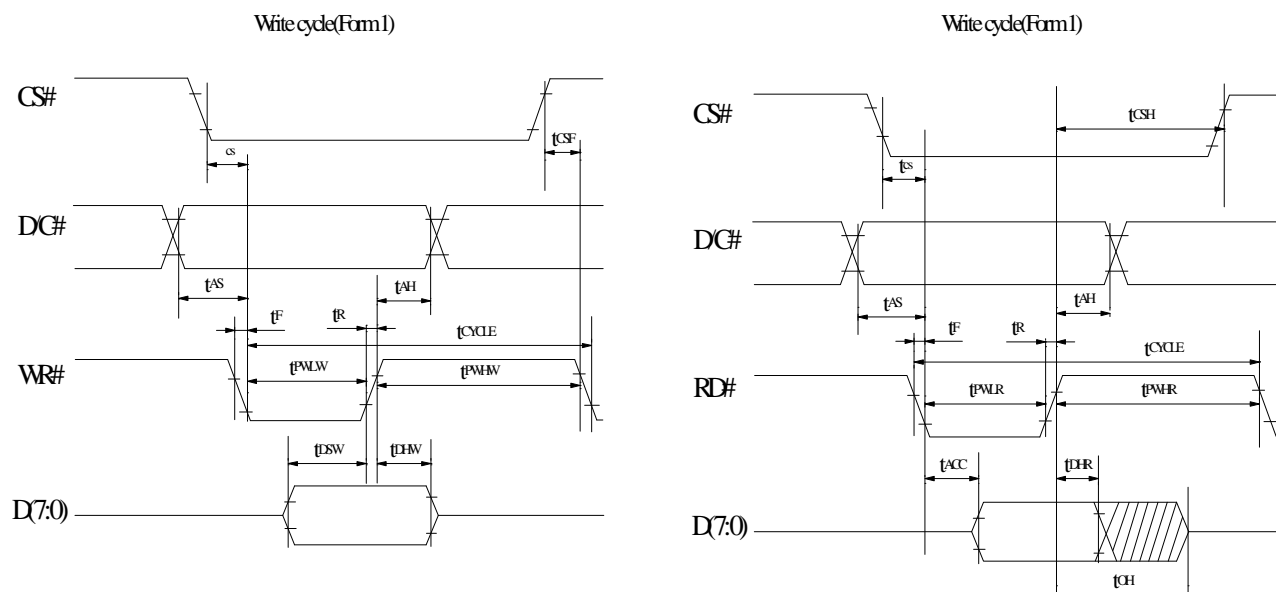 Write cycle(Form1)
CS#
tCSF
cs
D/C#
tAS
tAH
tF
tR
tCYCLE
WR#
tPWLW
tPWHW
tDSW
tDHW
D(7:0)
Write cycle(Form1)
CS#
tCSH
tcs
D/C#
tAS
tAH
tF
tR
tCYCLE
RD#
tPWLR
tPWHR
tACC
tDHR
D(7:0)
tOH